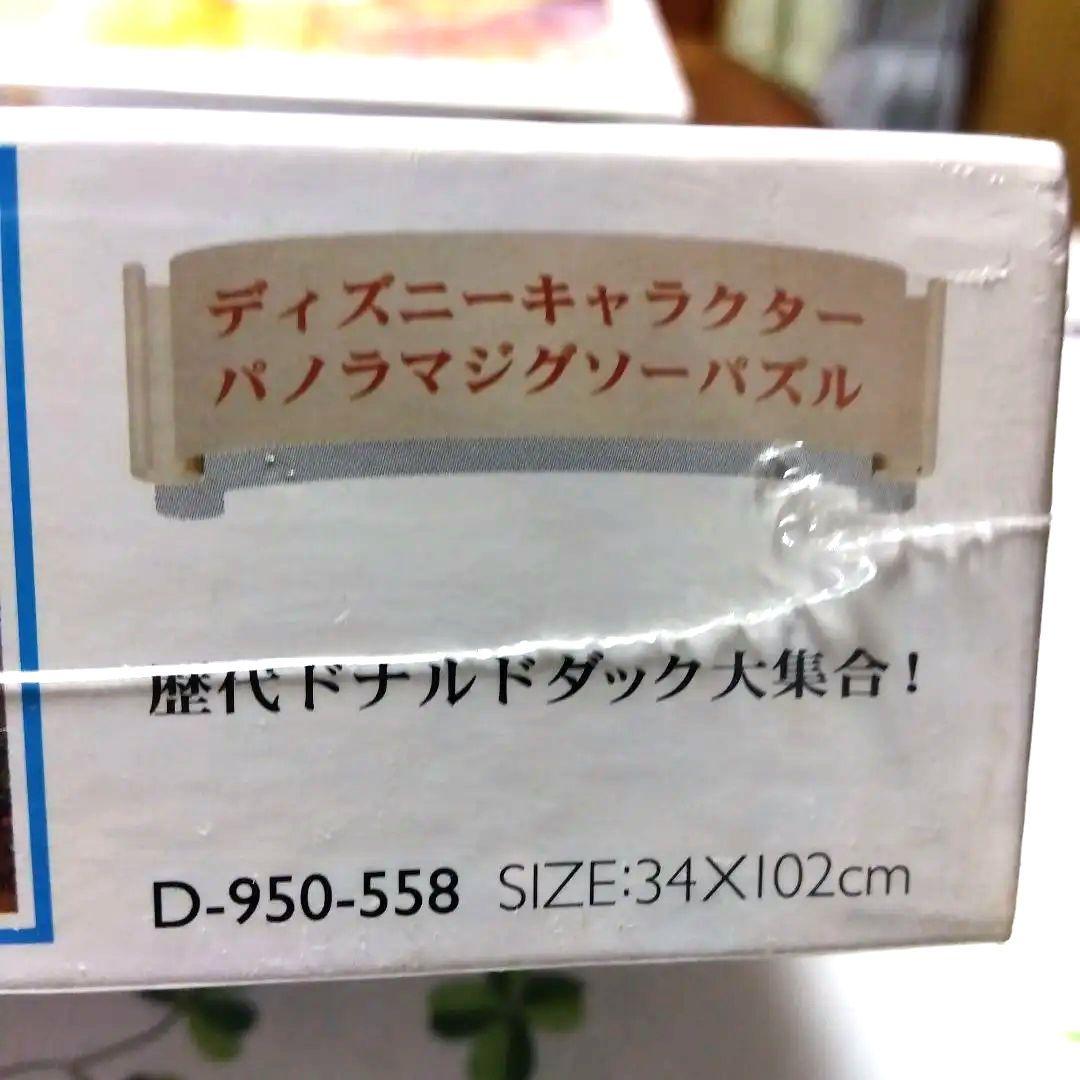 ディズニーキャラクター
パノラマジグソーパズル
歴代ドナルドダック大集合!
D-950-558 SIZE:34X102cm